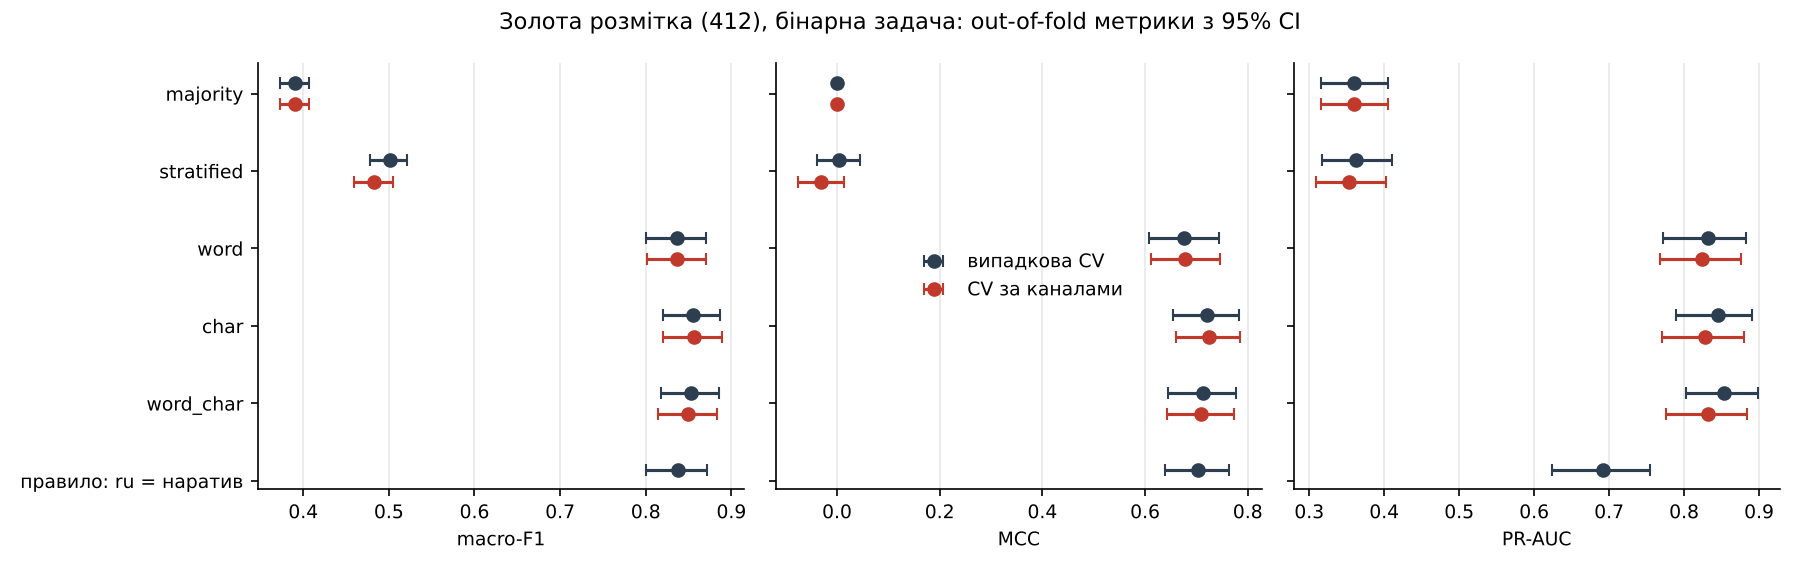 Золота розмітка (412), бінарна задача: out-of-fold метрики з 95% CI
majority
stratified
word
char
word_char
правило: ru = наратив
0.4 0.5 0.6 0.7 0.8 0.9
macro-F1
випадкова CV
CV за каналами
0.0 0.2 0.4 0.6 0.8
MCC
0.3 0.4 0.5 0.6 0.7 0.8 0.9
PR-AUC